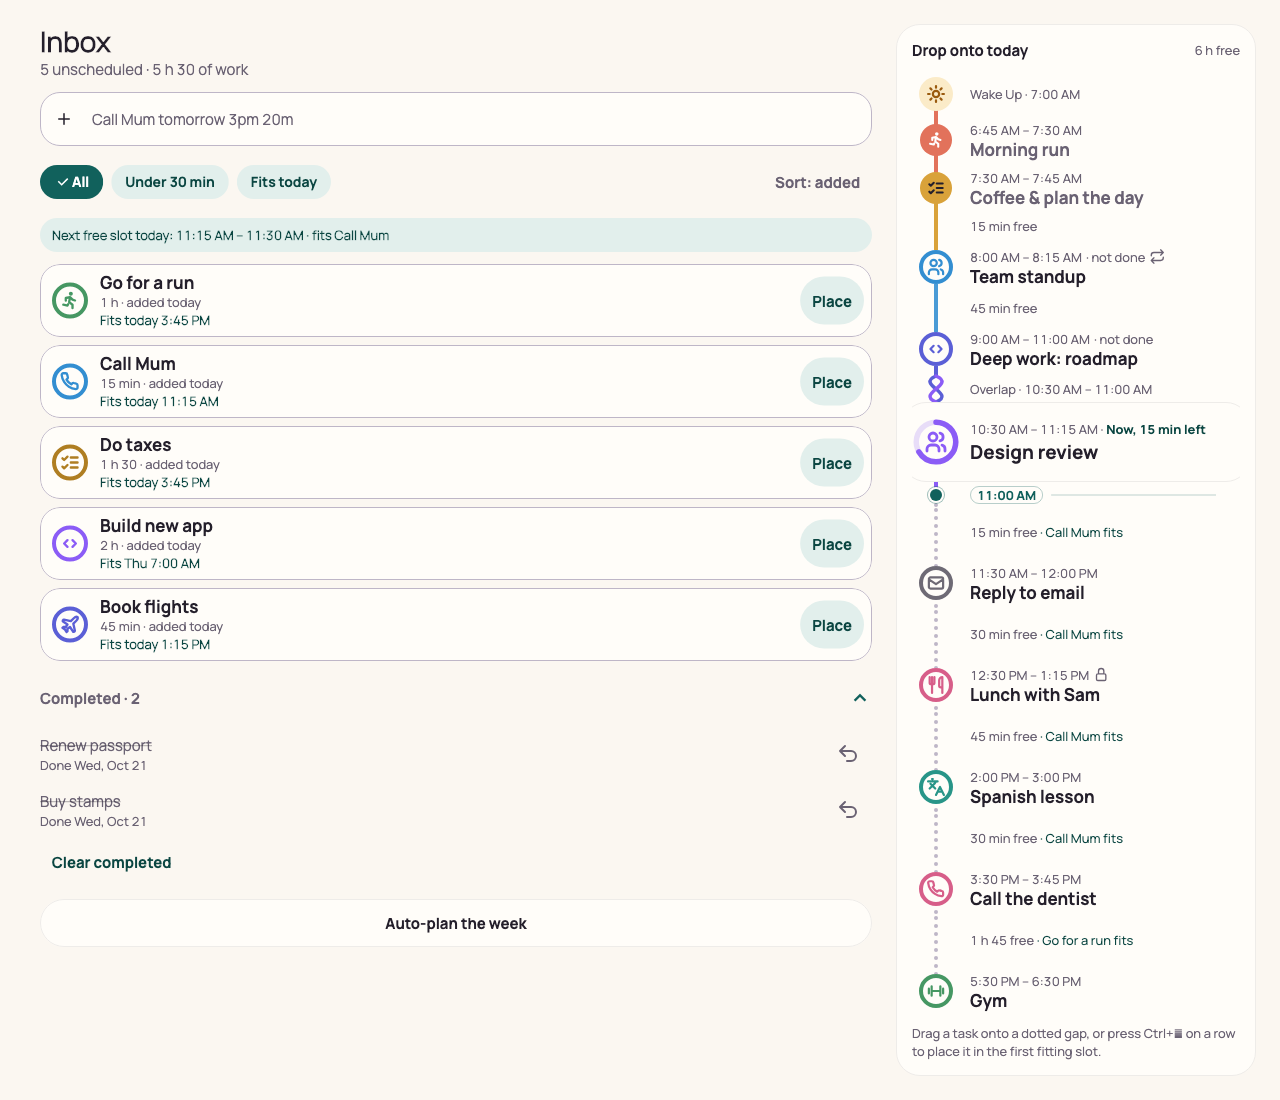 Inbox
5 unscheduled · 5 h 30 of work
Call Mum tomorrow 3pm 20m
All
Under 30 min
Fits today
Sort: added
Next free slot today: 11:15 AM – 11:30 AM · fits Call Mum
Go for a run
1 h · added today
Fits today 3:45 PM
Place
Call Mum
15 min · added today
Fits today 11:15 AM
Place
Do taxes
1 h 30 · added today
Fits today 3:45 PM
Place
Build new app
2 h · added today
Fits Thu 7:00 AM
Place
Book flights
45 min · added today
Fits today 1:15 PM
Place
Completed · 2
Renew passport
Done Wed, Oct 21
Buy stamps
Done Wed, Oct 21
Clear completed
Auto-plan the week
Drop onto today
6 h free
Wake Up · 7:00 AM
6:45 AM – 7:30 AM
Morning run
7:30 AM – 7:45 AM
Coffee & plan the day
15 min free
8:00 AM – 8:15 AM · not done
Team standup
45 min free
9:00 AM – 11:00 AM · not done
Deep work: roadmap
Overlap · 10:30 AM – 11:00 AM
10:30 AM – 11:15 AM · Now, 15 min left
Design review
11:00 AM
15 min free · Call Mum fits
11:30 AM – 12:00 PM
Reply to email
30 min free · Call Mum fits
12:30 PM – 1:15 PM
Lunch with Sam
45 min free · Call Mum fits
2:00 PM – 3:00 PM
Spanish lesson
30 min free · Call Mum fits
3:30 PM – 3:45 PM
Call the dentist
1 h 45 free · Go for a run fits
5:30 PM – 6:30 PM
Gym
Drag a task onto a dotted gap, or press Ctrl+ on a row
to place it in the first fitting slot.